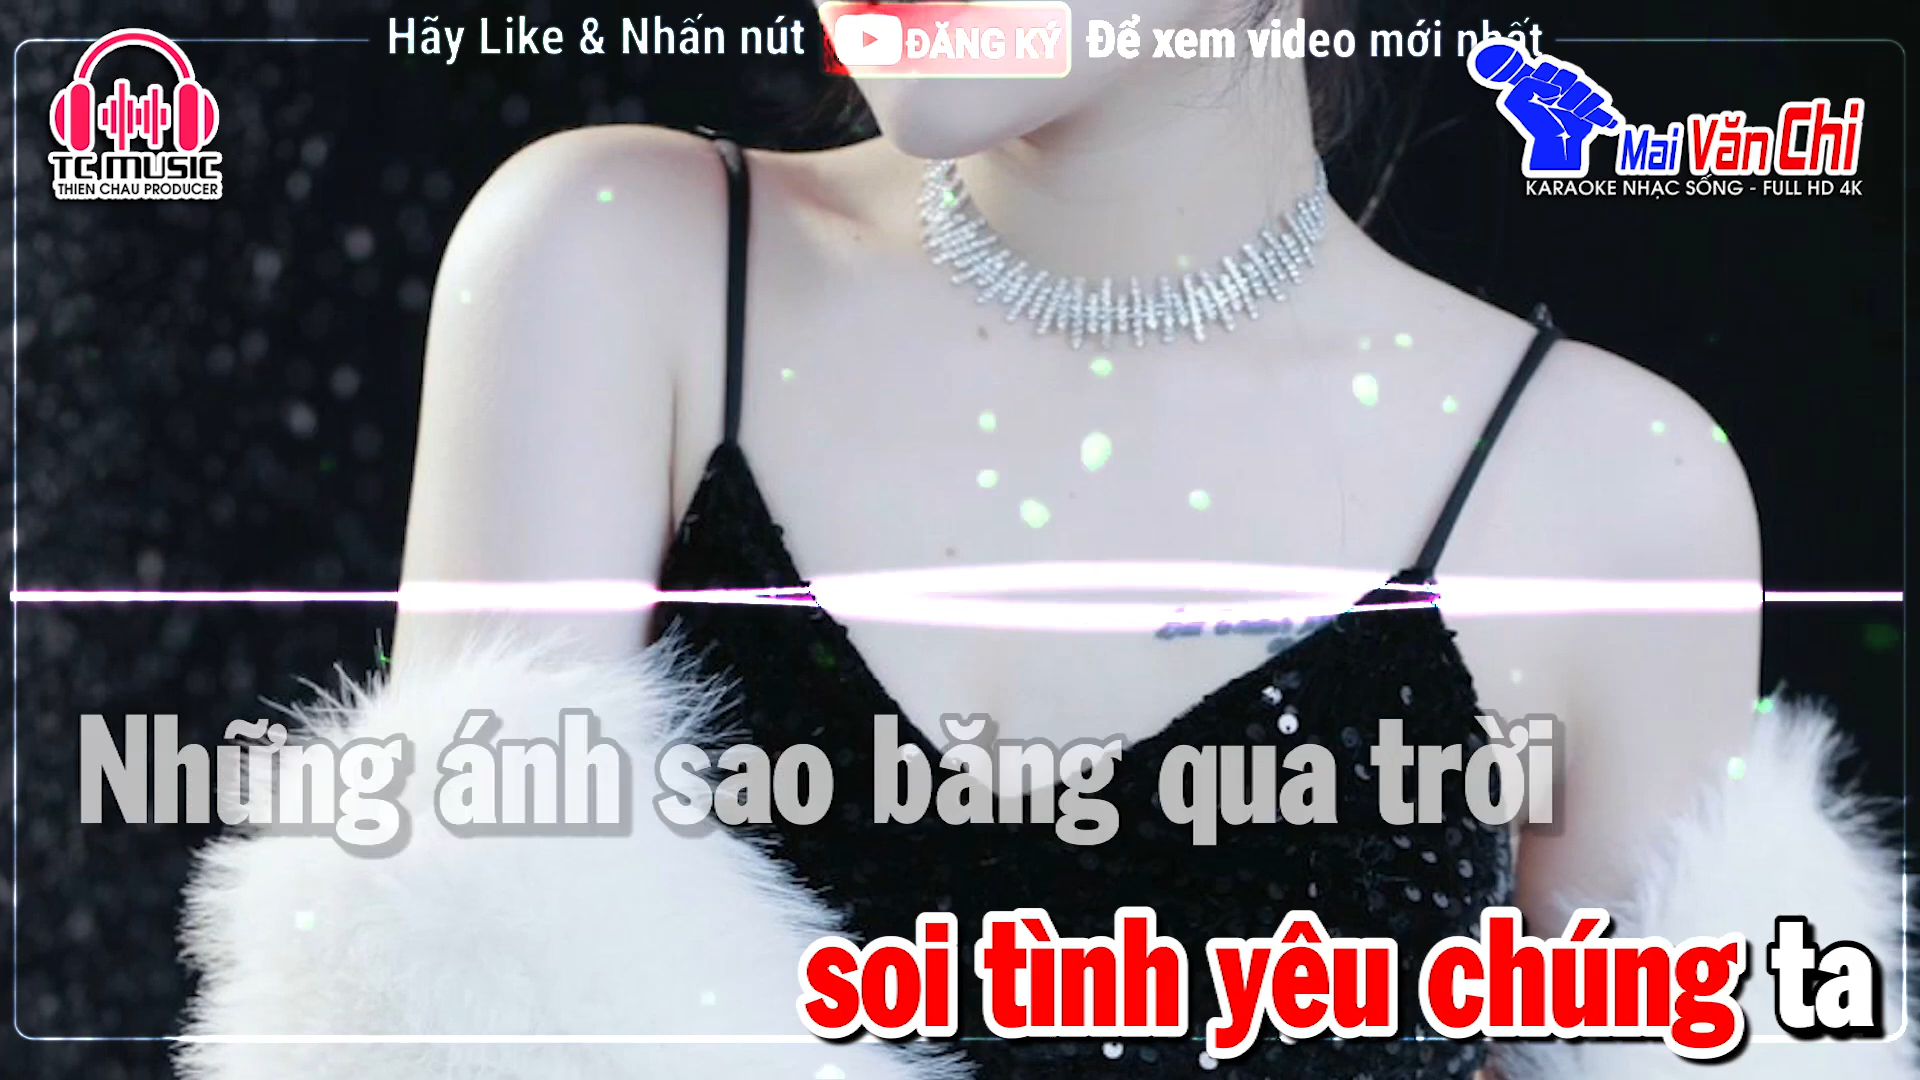 Hãy Like & Nhấn nút ĐĂNG KÝ Để xem video mới nhất
TC MUSIC
THIEN CHAU PRODUCER
Mai Văn Chi
KARAOKE NHẠC SỐNG - FULL HD 4K
Những ánh sao băng qua trời
soi tình yêu chúng ta